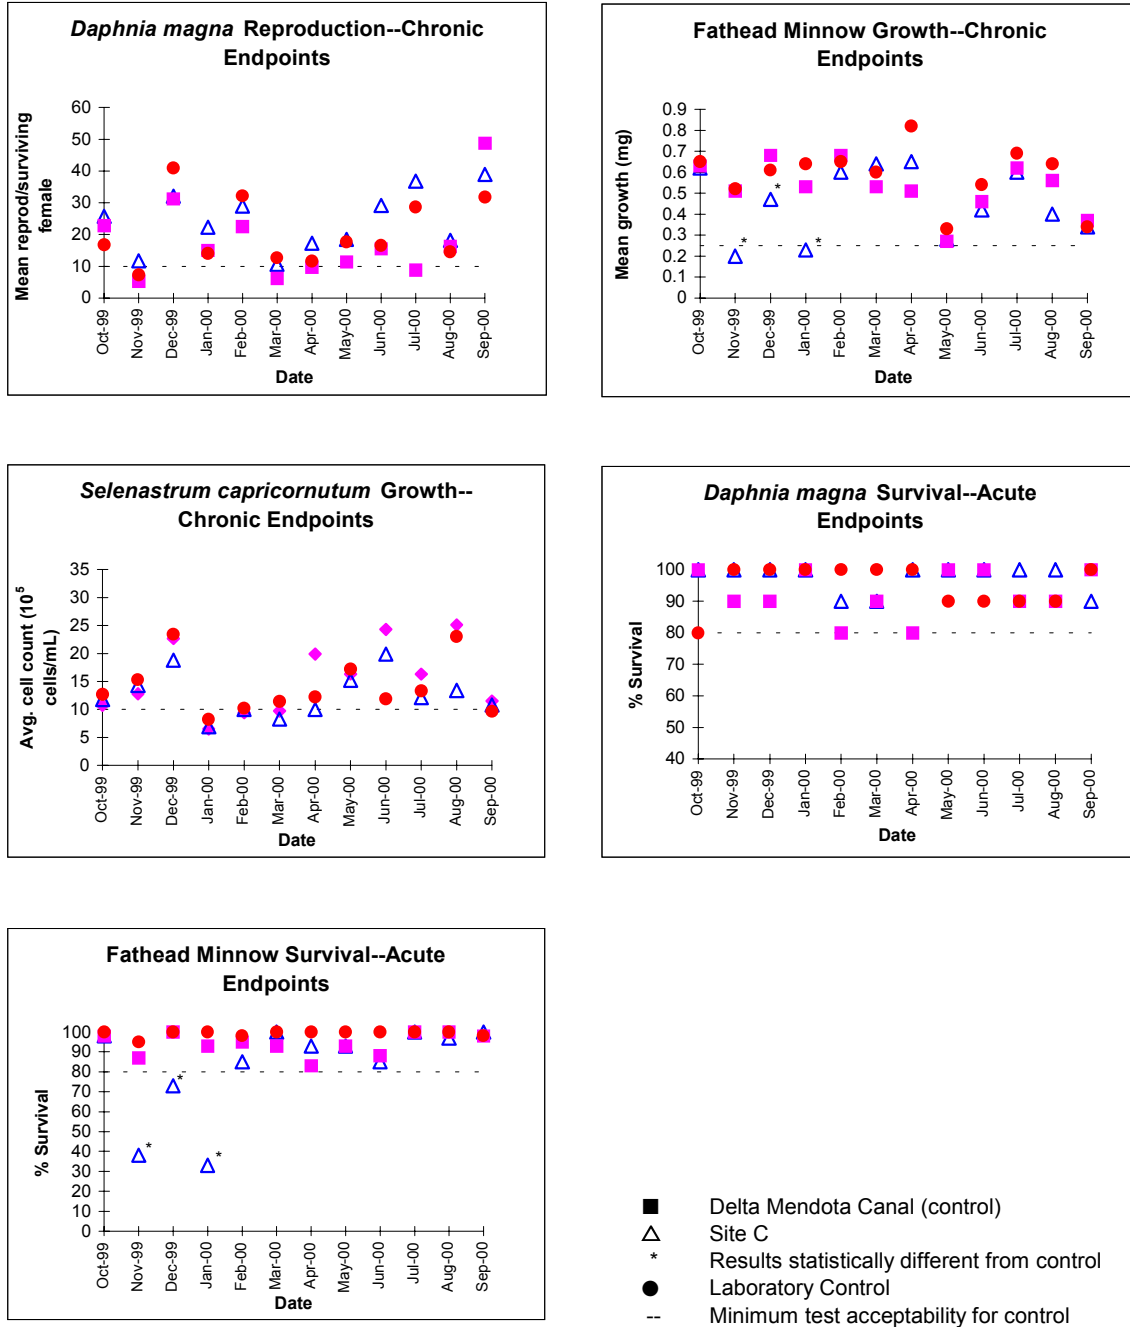 Daphnia magna Reproduction--Chronic
Endpoints
Mean reprod/surviving
female
60
50
40
30
20
10
0
Oct-99
Nov-99
Dec-99
Jan-00
Feb-00
Mar-00
Apr-00
May-00
Jun-00
Jul-00
Aug-00
Sep-00
Date
Fathead Minnow Growth--Chronic
Endpoints
Mean growth (mg)
0.9
0.8
0.7
0.6
0.5
0.4
0.3
0.2
0.1
0
*
*
*
Oct-99
Nov-99
Dec-99
Jan-00
Feb-00
Mar-00
Apr-00
May-00
Jun-00
Jul-00
Aug-00
Sep-00
Date
Selenastrum capricornutum Growth--
Chronic Endpoints
Avg. cell count (10⁵
cells/mL)
35
30
25
20
15
10
5
0
Oct-99
Nov-99
Dec-99
Jan-00
Feb-00
Mar-00
Apr-00
May-00
Jun-00
Jul-00
Aug-00
Sep-00
Date
Daphnia magna Survival--Acute
Endpoints
% Survival
100
90
80
70
60
50
40
Oct-99
Nov-99
Dec-99
Jan-00
Feb-00
Mar-00
Apr-00
May-00
Jun-00
Jul-00
Aug-00
Sep-00
Date
Fathead Minnow Survival--Acute
Endpoints
% Survival
100
90
80
70
60
50
40
30
20
10
0
*
*
*
Oct-99
Nov-99
Dec-99
Jan-00
Feb-00
Mar-00
Apr-00
May-00
Jun-00
Jul-00
Aug-00
Sep-00
Date
Delta Mendota Canal (control)
Site C
* Results statistically different from control
Laboratory Control
-- Minimum test acceptability for control